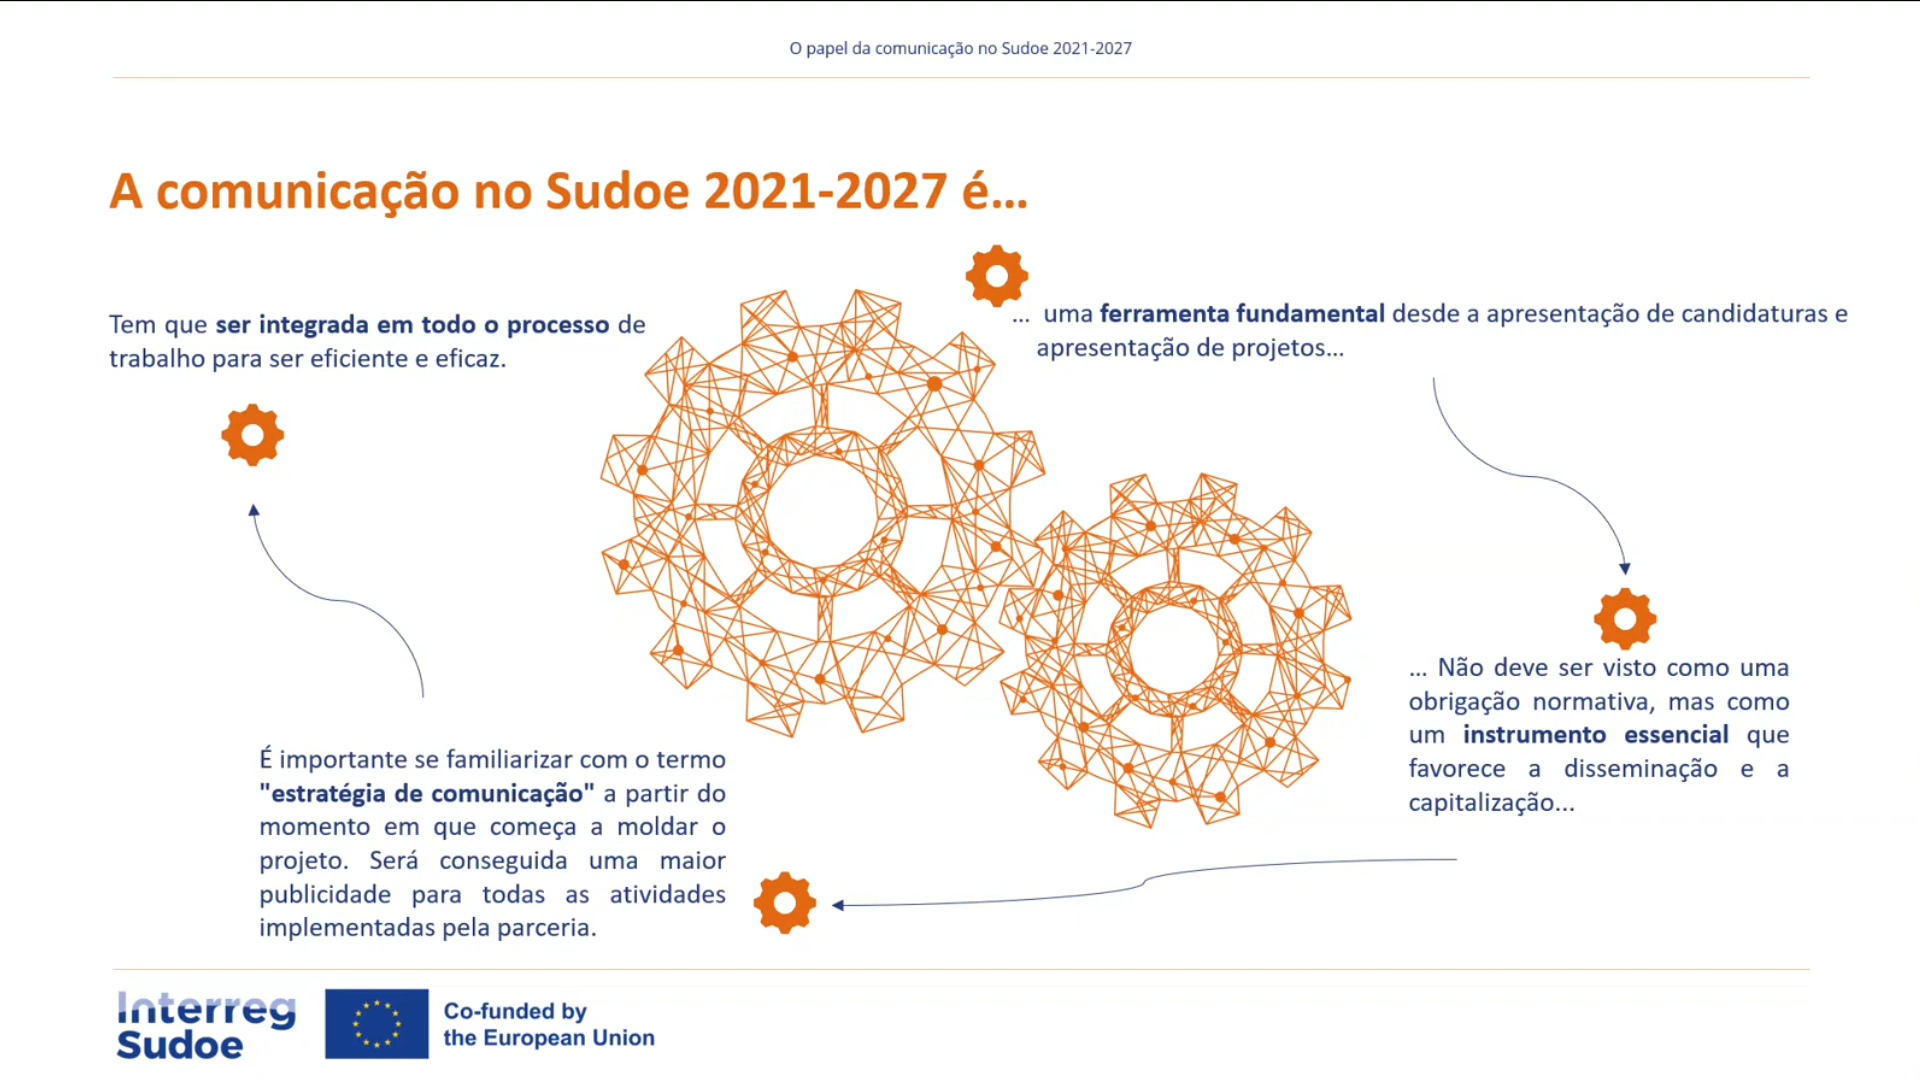 O papel da comunicação no Sudoe 2021-2027
A comunicação no Sudoe 2021-2027 é...
... uma ferramenta fundamental desde a apresentação de candidaturas e
apresentação de projetos...
... Não deve ser visto como uma
obrigação normativa, mas como
um instrumento essencial que
favorece a disseminação e a
capitalização...
É importante se familiarizar com o termo
"estratégia de comunicação" a partir do
momento em que começa a moldar o
projeto. Será conseguida uma maior
publicidade para todas as atividades
implementadas pela parceria.
Tem que ser integrada em todo o processo de
trabalho para ser eficiente e eficaz.
Interreg
Sudoe
Co-funded by
the European Union